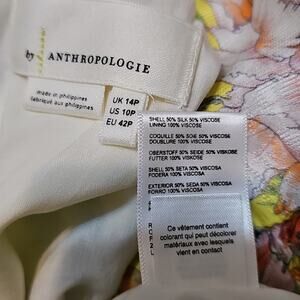 by ANTHROPOLOGIE
made in philippines
fabriqué aux philippines
UK 14P
US 10P
EU 42P
SHELL 50% SILK 50% VISCOSE
LINING 100% VISCOSE
COQUILLE 50% SOIE 50% VISCOSE
DOUBLURE 100% VISCOSE
OBERSTOFF 50% SEIDE 50% VISKOSE
FUTTER 100% VISKOSE
SHELL 50% SETA 50% VISCOSA
FODERA 100% VISCOSA
EXTERIOR 50% SEDA 50% VISCOSA
FORRO 100% VISCOSA
Ce vêtement contient
colorant qui peut décolorer
matériaux avec lesquels
vient en contact